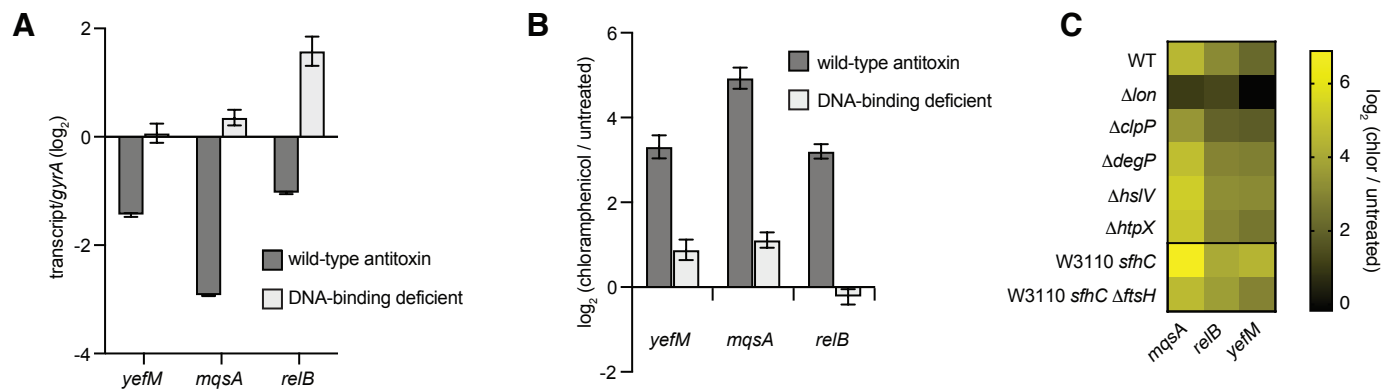 A
transcript/gyrA (log2)
2
0
-2
-4
wild-type antitoxin
DNA-binding deficient
yefM
mqsA
relB
B
log2 (chloramphenicol / untreated)
6
4
2
0
-2
wild-type antitoxin
DNA-binding deficient
yefM
mqsA
relB
C
WT
Δlon
ΔclpP
ΔdegP
ΔhslV
ΔhtpX
W3110 sfhC
W3110 sfhC ΔftsH
mqsA
relB
yefM
6
4
2
0
log2 (chlor / untreated)